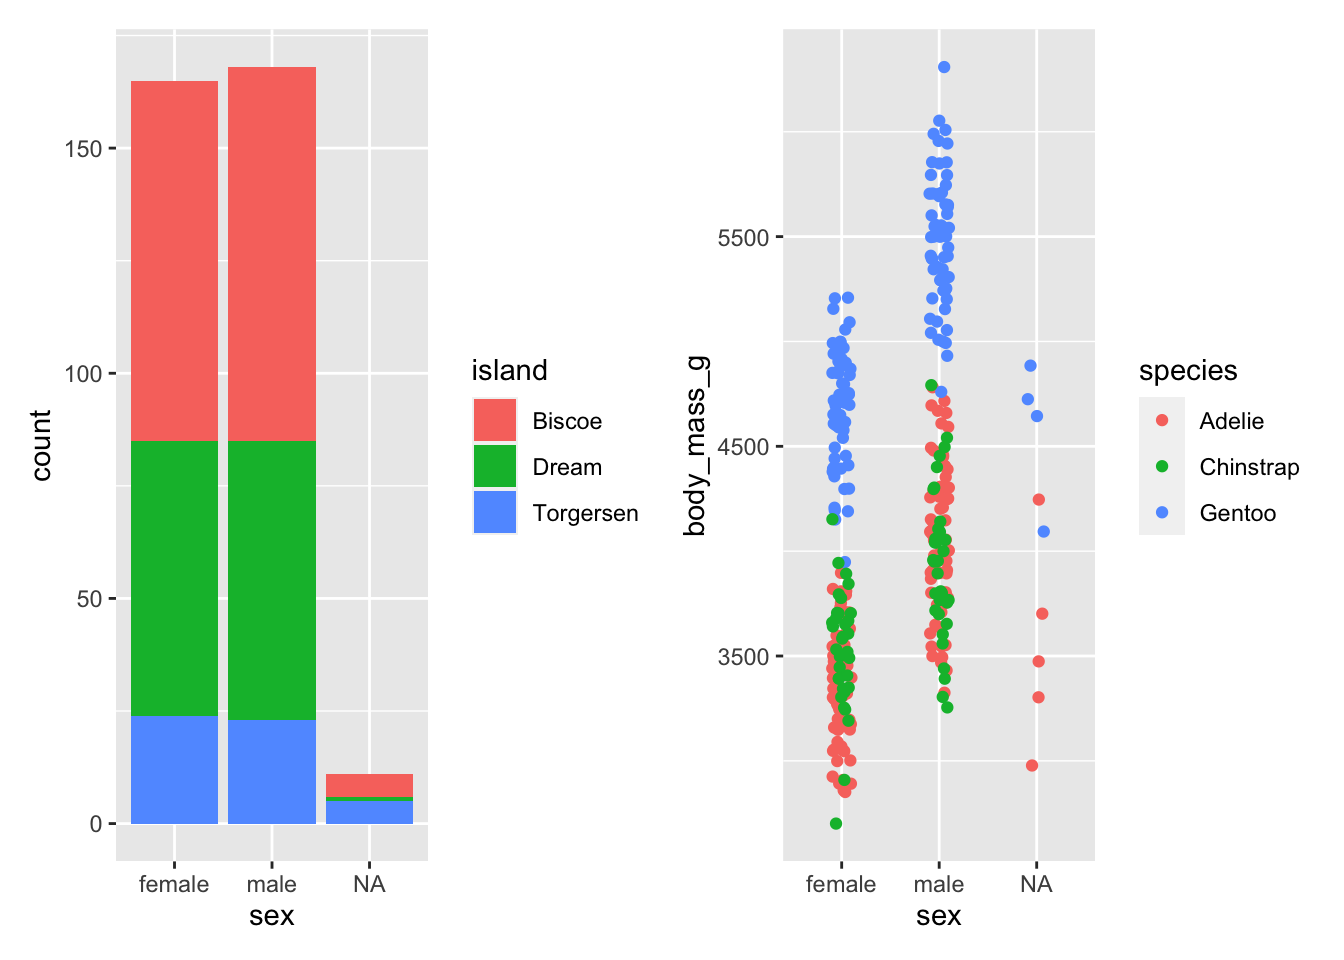 count
150
100
50
0
female male NA
sex
island
Biscoe
Dream
Torgersen
body_mass_g
5500
4500
3500
female male NA
sex
species
Adelie
Chinstrap
Gentoo